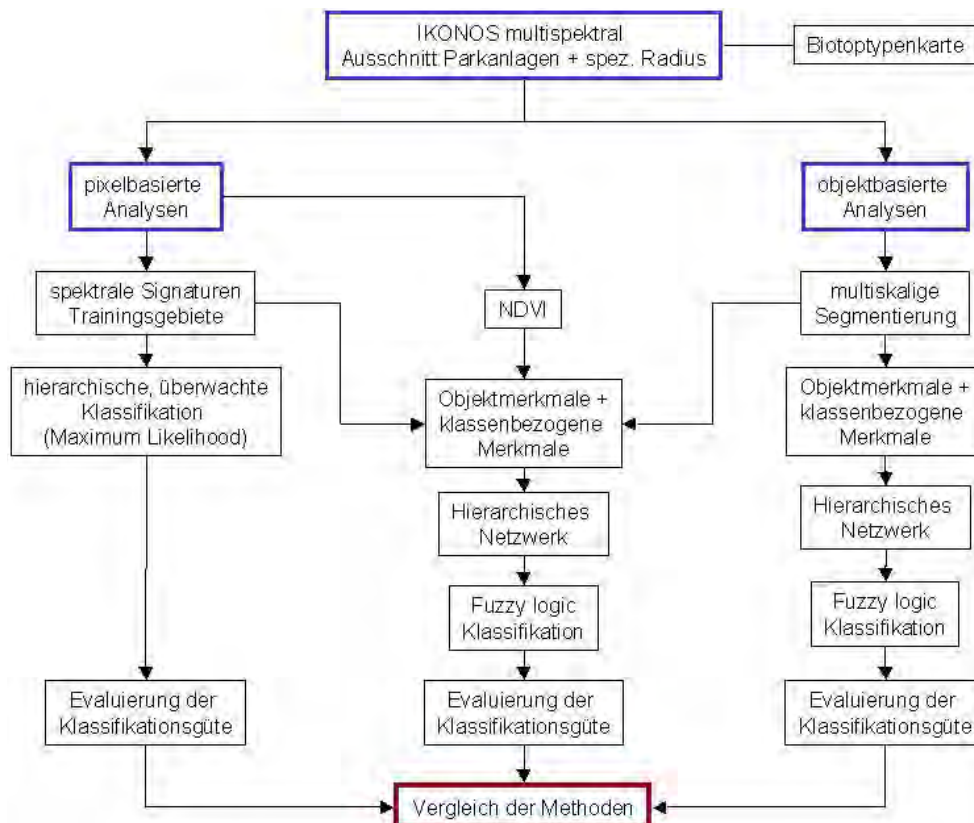 IKONOS multispektral
Ausschnitt Parkanlagen + spez. Radius
Biotoptypenkarte
pixelbasierte
Analysen
objektbasierte
Analysen
spektrale Signaturen
Trainingsgebiete
NDVI
multiskalige
Segmentierung
hierarchische, überwachte
Klassifikation
(Maximum Likelihood)
Objektmerkmale +
klassenbezogene
Merkmale
Objektmerkmale +
klassenbezogene
Merkmale
Hierarchisches
Netzwerk
Hierarchisches
Netzwerk
Fuzzy logic
Klassifikation
Fuzzy logic
Klassifikation
Evaluierung der
Klassifikationsgüte
Evaluierung der
Klassifikationsgüte
Evaluierung der
Klassifikationsgüte
Vergleich der Methoden